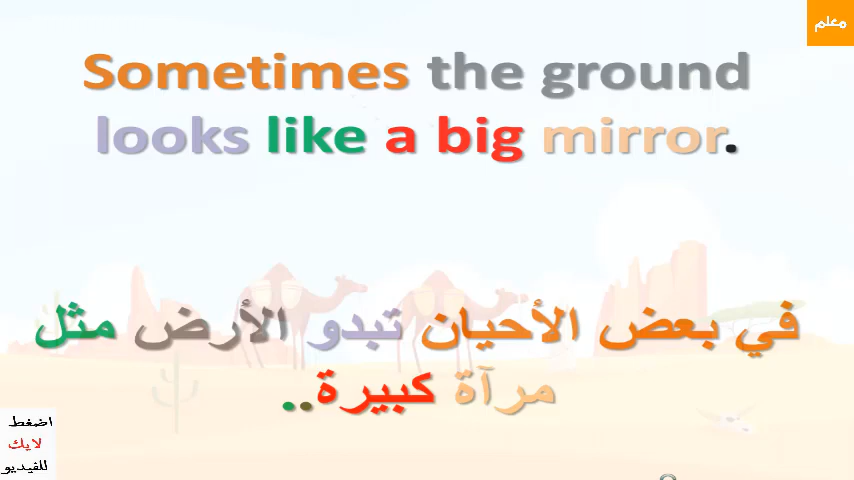 معلم
Sometimes the ground
looks like a big mirror.
في بعض الأحيان تبدو الأرض مثل
مرآة كبيرة..
اضغط
لايك
للفيديو